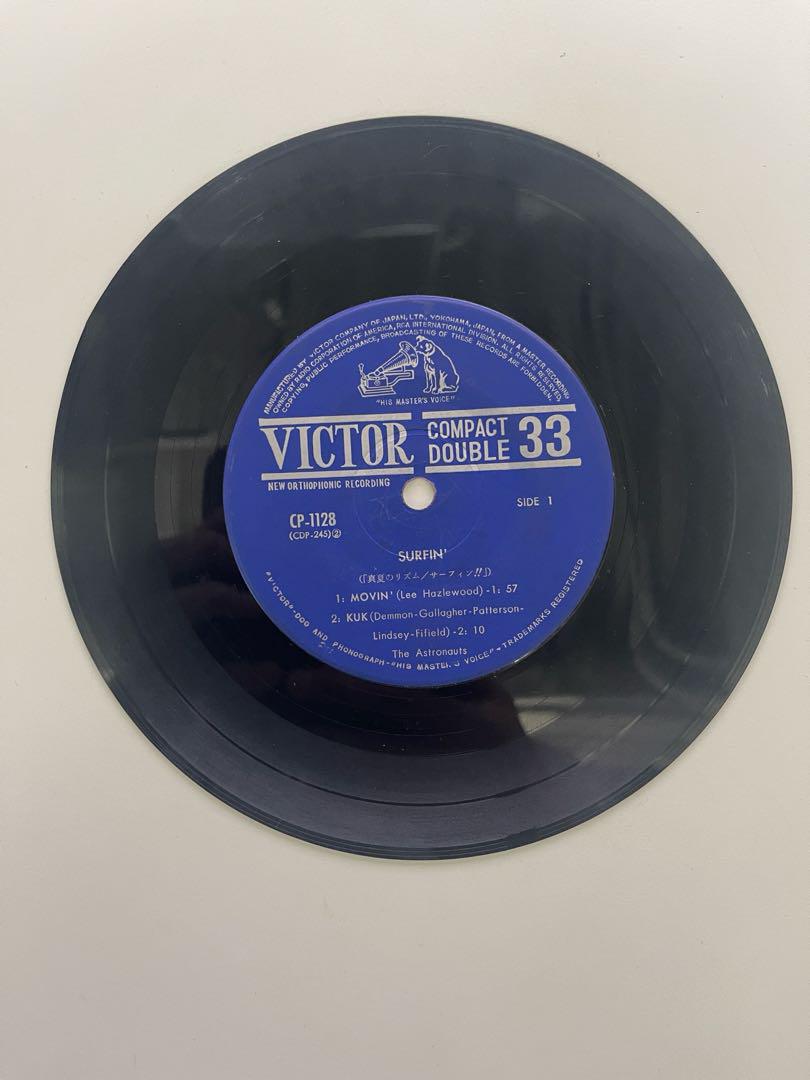 MANUFACTURED BY VICTOR COMPANY OF JAPAN, LTD., YOKOHAMA, JAPAN, FROM A MASTER RECORDING
OWNED BY RADIO CORPORATION OF AMERICA, RCA INTERNATIONAL DIVISION. ALL RIGHTS RESERVED.
COPYING, PUBLIC PERFORMANCE, BROADCASTING OF THESE RECORDS ARE FORBIDDEN.
"HIS MASTER'S VOICE"
VICTOR COMPACT DOUBLE 33
NEW ORTHOPHONIC RECORDING
SIDE 1
CP-1128
(CDP-245)②
SURFIN'
(『真夏のリズム/サーフィン!!』)
1: MOVIN' (Lee Hazlewood) -1: 57
2: KUK (Demmon-Gallagher-Patterson-
Lindsey-Fifield) -2: 10
The Astronauts
"VICTOR"-DOG AND PHONOGRAPH-"HIS MASTER'S VOICE"-TRADEMARKS REGISTERED